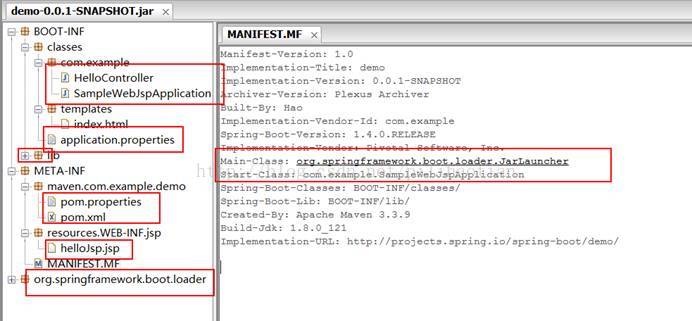 demo-0.0.1-SNAPSHOT.jar
BOOT-INF
classes
com.example
HelloController
SampleWebJspApplication
templates
index.html
application.properties
lib
META-INF
maven.com.example.demo
pom.properties
pom.xml
resources.WEB-INF.jsp
helloJsp.jsp
MANIFEST.MF
org.springframework.boot.loader
MANIFEST.MF
Manifest-Version: 1.0
Implementation-Title: demo
Implementation-Version: 0.0.1-SNAPSHOT
Archiver-Version: Plexus Archiver
Built-By: Hao
Implementation-Vendor-Id: com.example
Spring-Boot-Version: 1.4.0.RELEASE
Implementation-Vendor: Pivotal Software, Inc.
Main-Class: org.springframework.boot.loader.JarLauncher
Start-Class: com.example.SampleWebJspApplication
Spring-Boot-Classes: BOOT-INF/classes/
Spring-Boot-Lib: BOOT-INF/lib/
Created-By: Apache Maven 3.3.9
Build-Jdk: 1.8.0_121
Implementation-URL: http://projects.spring.io/spring-boot/demo/